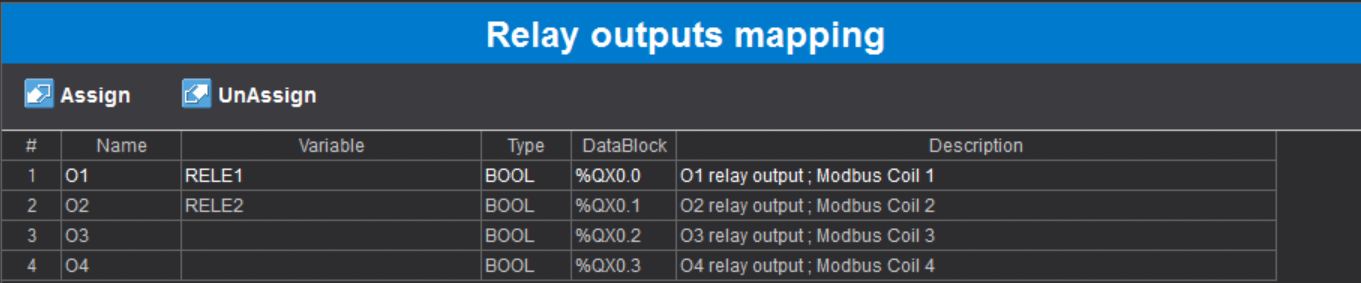 Relay outputs mapping
Assign UnAssign
# Name Variable Type DataBlock Description
1 O1 RELE1 BOOL %QX0.0 O1 relay output ; Modbus Coil 1
2 O2 RELE2 BOOL %QX0.1 O2 relay output ; Modbus Coil 2
3 O3 BOOL %QX0.2 O3 relay output ; Modbus Coil 3
4 O4 BOOL %QX0.3 O4 relay output ; Modbus Coil 4